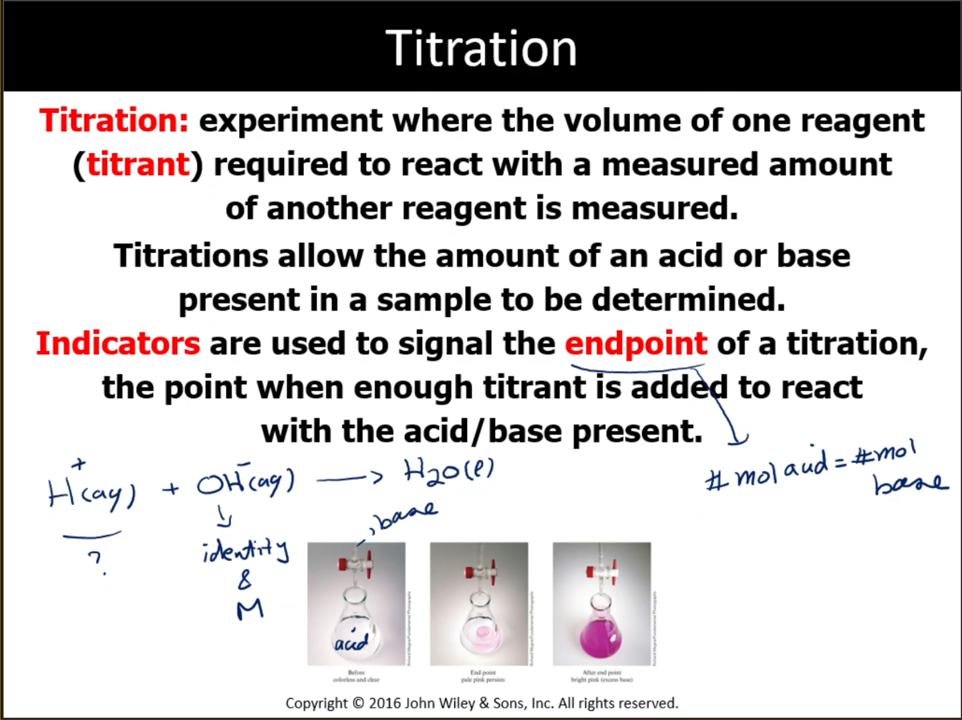 Titration
Titration: experiment where the volume of one reagent
(titrant) required to react with a measured amount
of another reagent is measured.
Titrations allow the amount of an acid or base
present in a sample to be determined.
Indicators are used to signal the endpoint of a titration,
the point when enough titrant is added to react
with the acid/base present.
H⁺(aq) + OH⁻(aq) → H₂O(l)
# mol acid = # mol
base
?
identity
&
M
base
acid
Before
colorless and clear
End point
pale pink persists
After end point
bright pink (excess base)
Copyright © 2016 John Wiley & Sons, Inc. All rights reserved.